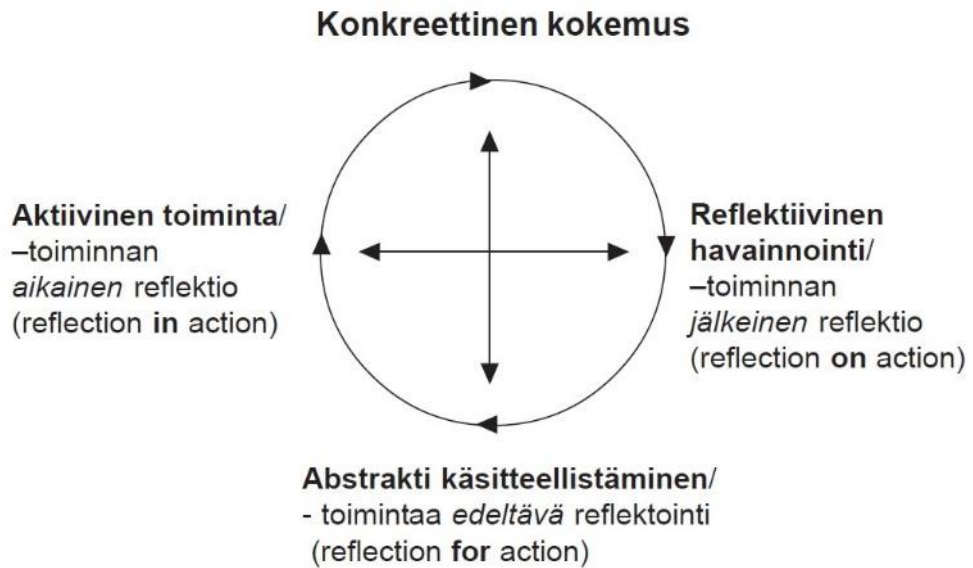 Konkreettinen kokemus
Aktiivinen toiminta/
–toiminnan
aikainen reflektio
(reflection in action)
Reflektiivinen
havainnointi/
–toiminnan
jälkeinen reflektio
(reflection on action)
Abstrakti käsitteellistäminen/
- toimintaa edeltävä reflektointi
(reflection for action)